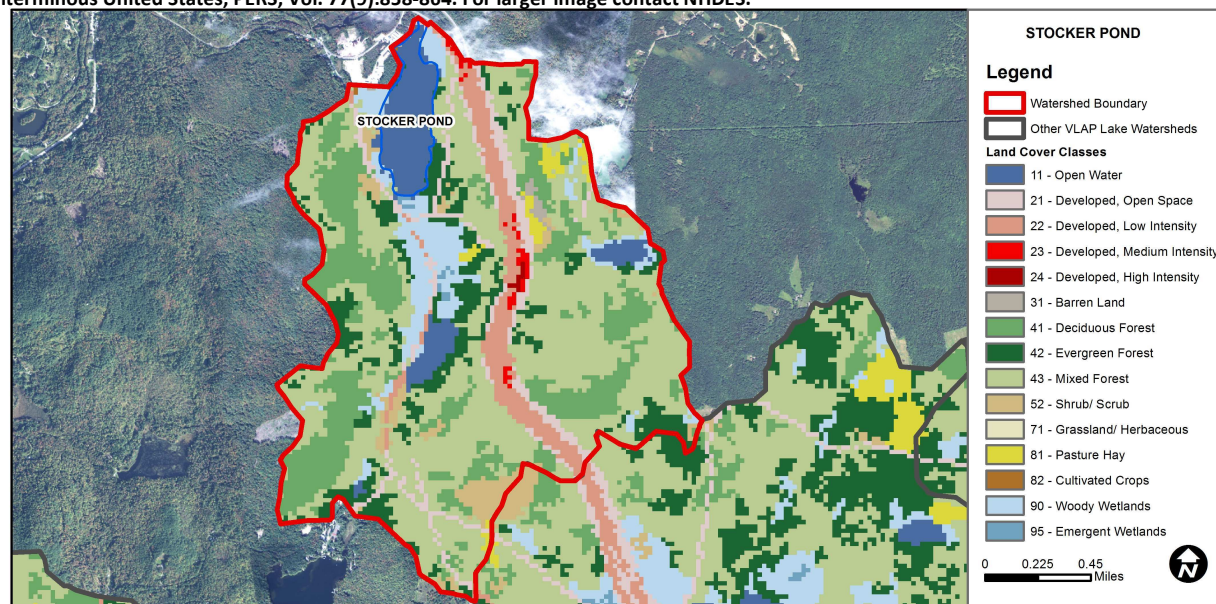 nterminous United States, PERS, Vol. 77(9):858-864. For larger image contact NHDES.
STOCKER POND
STOCKER POND
Legend
Watershed Boundary
Other VLAP Lake Watersheds
Land Cover Classes
11 - Open Water
21 - Developed, Open Space
22 - Developed, Low Intensity
23 - Developed, Medium Intensity
24 - Developed, High Intensity
31 - Barren Land
41 - Deciduous Forest
42 - Evergreen Forest
43 - Mixed Forest
52 - Shrub/ Scrub
71 - Grassland/ Herbaceous
81 - Pasture Hay
82 - Cultivated Crops
90 - Woody Wetlands
95 - Emergent Wetlands
0 0.225 0.45
Miles
N